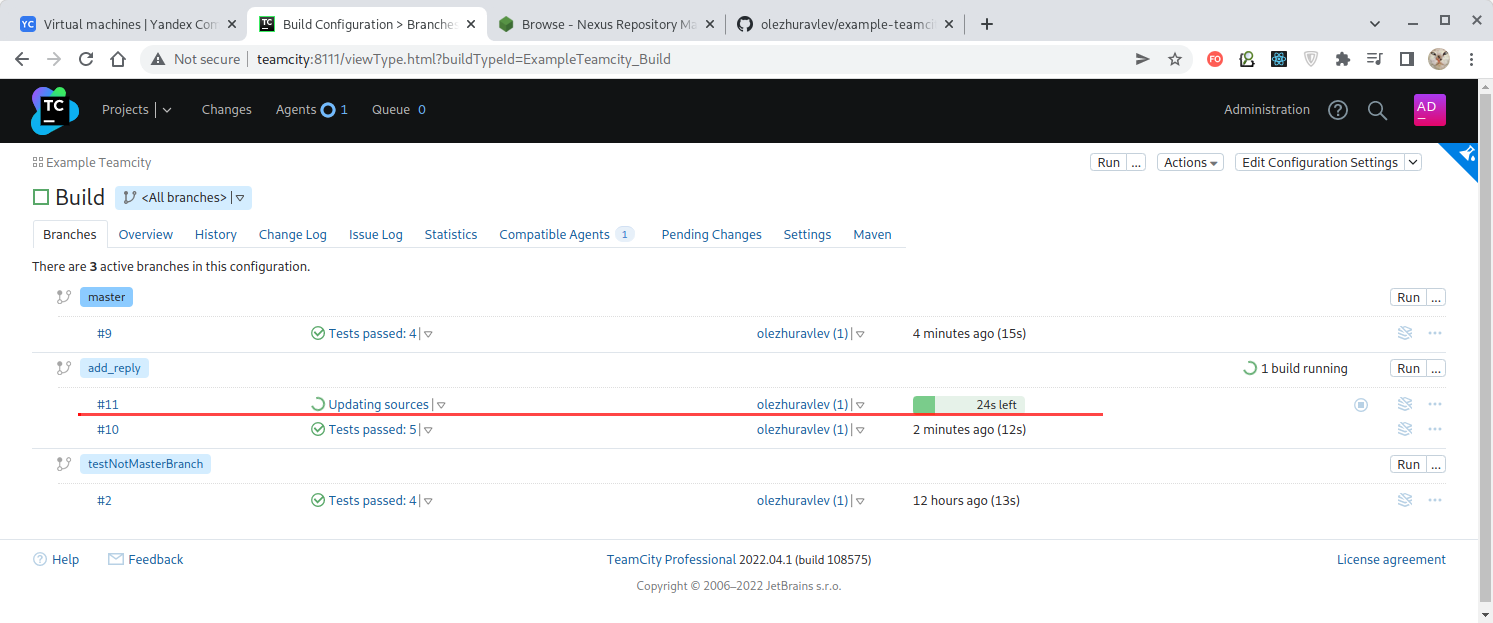 YC Virtual machines | Yandex Con
TC Build Configuration > Branches
Browse - Nexus Repository Ma
olezhuravlev/example-teamci
Not secure | teamcity:8111/viewType.html?buildTypeId=ExampleTeamcity_Build
FO
TC Projects Changes Agents 1 Queue 0 Administration AD
Example Teamcity Run ... Actions Edit Configuration Settings
Build <All branches>
Branches Overview History Change Log Issue Log Statistics Compatible Agents 1 Pending Changes Settings Maven
There are 3 active branches in this configuration.
master Run ...
#9 Tests passed: 4 olezhuravlev (1) 4 minutes ago (15s)
add_reply 1 build running Run ...
#11 Updating sources olezhuravlev (1) 24s left
#10 Tests passed: 5 olezhuravlev (1) 2 minutes ago (12s)
testNotMasterBranch Run ...
#2 Tests passed: 4 olezhuravlev (1) 12 hours ago (13s)
Help Feedback TeamCity Professional 2022.04.1 (build 108575) License agreement
Copyright © 2006–2022 JetBrains s.r.o.